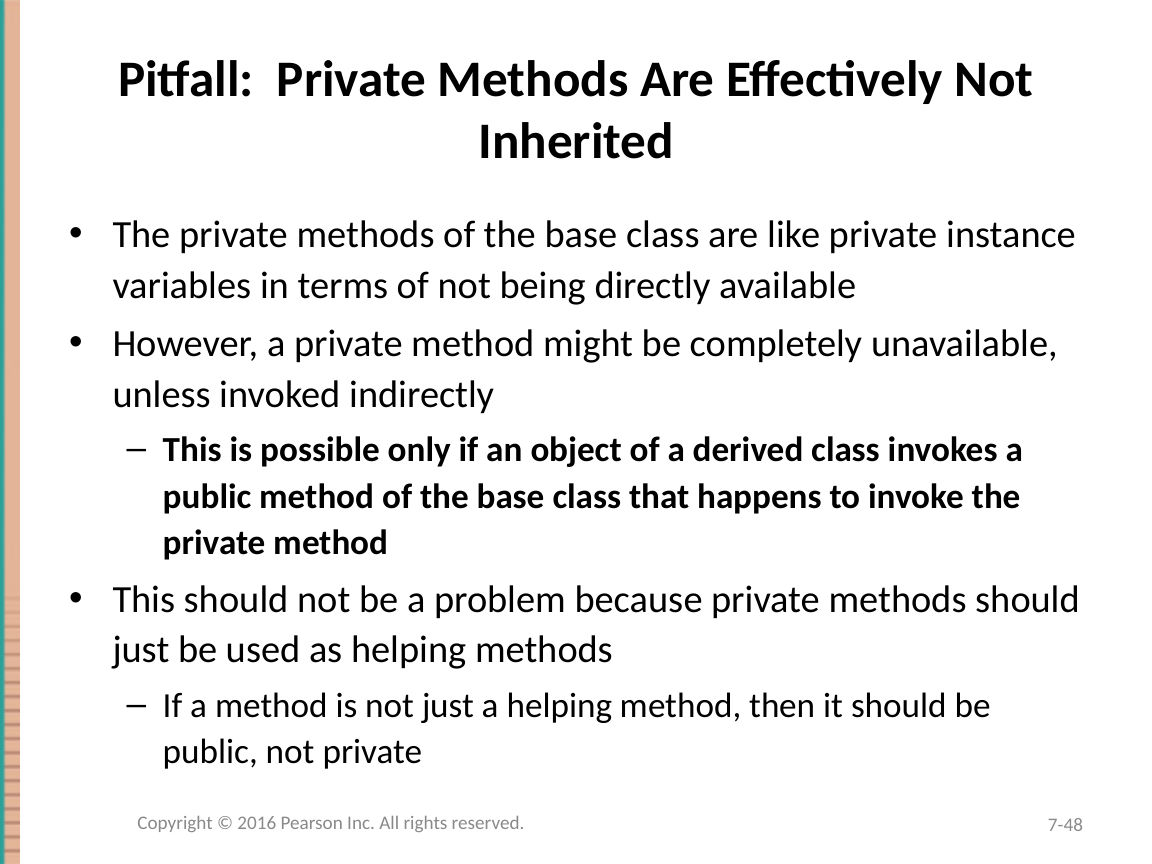 Pitfall:  Private Methods Are Effectively Not
Inherited
• The private methods of the base class are like private instance
variables in terms of not being directly available
• However, a private method might be completely unavailable,
unless invoked indirectly
– This is possible only if an object of a derived class invokes a
public method of the base class that happens to invoke the
private method
• This should not be a problem because private methods should
just be used as helping methods
– If a method is not just a helping method, then it should be
public, not private
Copyright © 2016 Pearson Inc. All rights reserved.
7-48